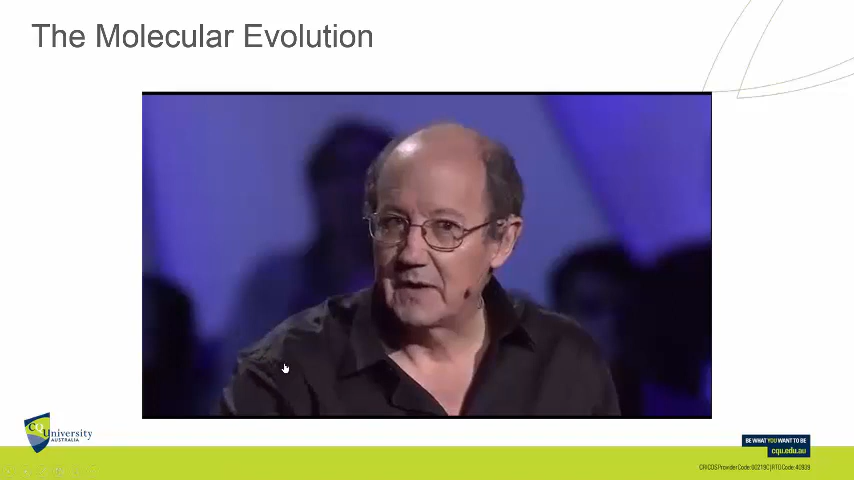 The Molecular Evolution
CQUniversity
AUSTRALIA
BE WHAT YOU WANT TO BE
cqu.edu.au
CRICOS Provider Code: 00219C | RTO Code: 40939